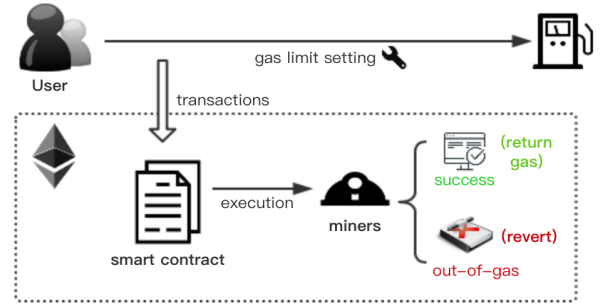 gas limit setting
User
transactions
(return
gas)
success
execution
miners
(revert)
smart contract
out-of-gas